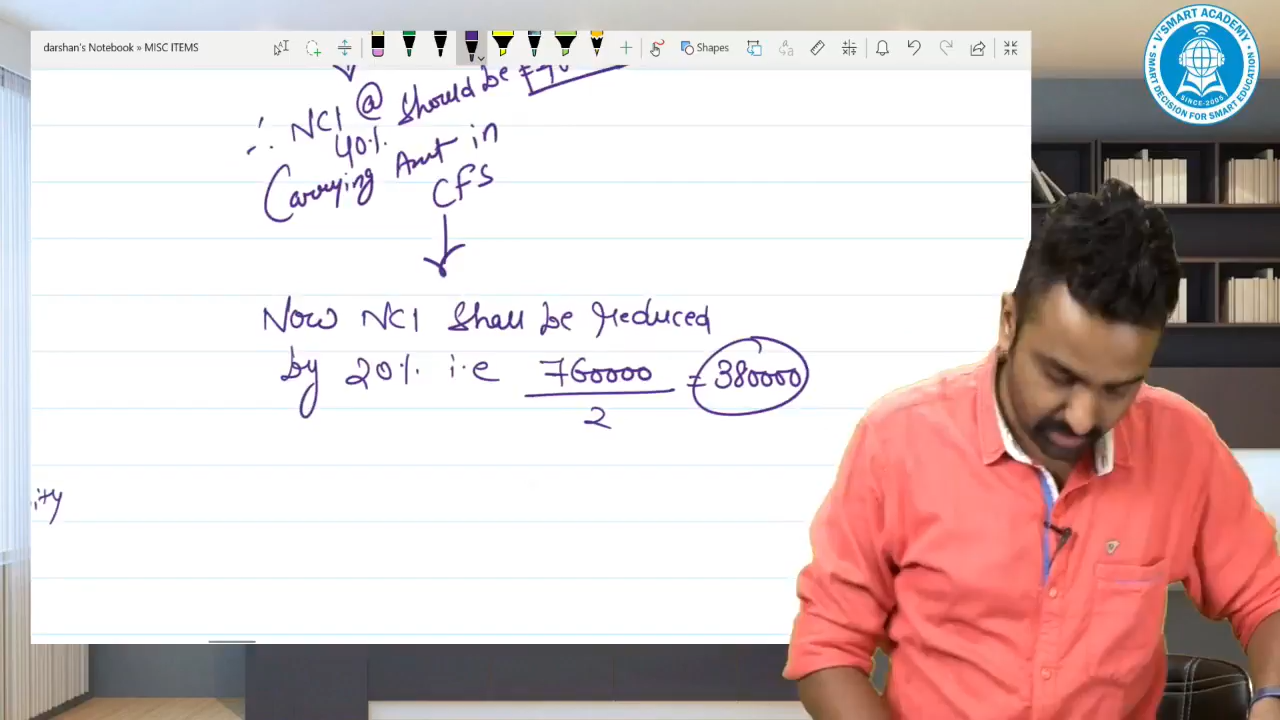 darshan's Notebook » MISC ITEMS
Shapes
∴ NCI @ should be
40%.
Carrying Amt in
CFS
Now NCI shall be reduced
by 20%. i.e 760000 = 380000
2
ity
V'SMART ACADEMY
SINCE-2005
SMART DECISION FOR SMART EDUCATION